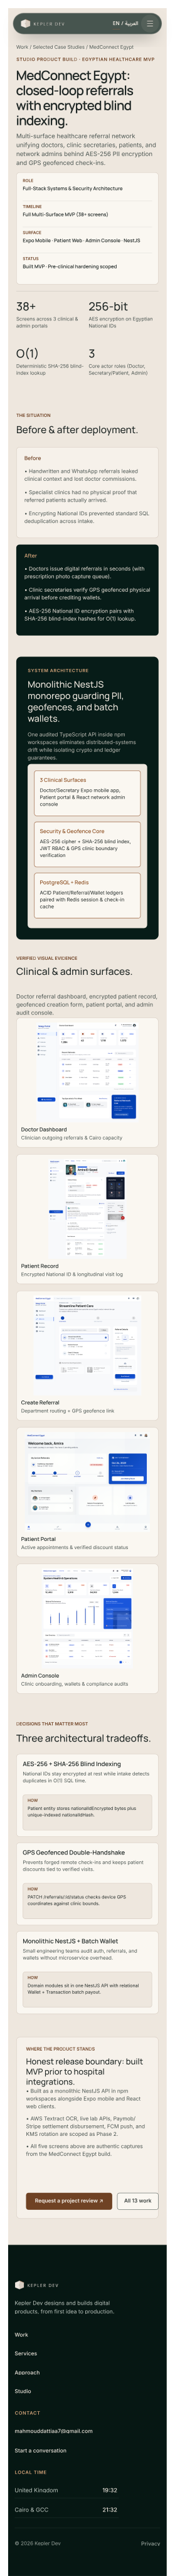 KEPLER DEV
EN / العربية
Work / Selected Case Studies / MedConnect Egypt
STUDIO PRODUCT BUILD · EGYPTIAN HEALTHCARE MVP
MedConnect Egypt:
closed-loop referrals
with encrypted blind
indexing.
Multi-surface healthcare referral network
unifying doctors, clinics, secretaries, patients, and
network admins behind AES-256 PII encryption
and GPS geofenced check-ins.
ROLE
Full-Stack Systems & Security Architecture
TIMELINE
Full Multi-Surface MVP (38+ screens)
SURFACE
Expo Mobile · Patient Web · Admin Console · NestJS
STATUS
Built MVP · Pre-clinical hardening scoped
38+
Screens across 3 clinical &
admin portals
256-bit
AES encryption on Egyptian
National IDs
O(1)
Deterministic SHA-256 blind-
index lookup
3
Core actor roles (Doctor,
Secretary/Patient, Admin)
THE SITUATION
Before & after deployment.
Before
• Handwritten and WhatsApp referrals leaked
clinical context and lost doctor commissions.
• Specialist clinics had no physical proof that
referred patients actually arrived.
• Encrypting National IDs prevented standard SQL
deduplication across intake.
After
• Doctors issue digital referrals in seconds (with
prescription photo capture queue).
• Clinic secretaries verify GPS geofenced physical
arrival before crediting wallets.
• AES-256 National ID encryption pairs with
SHA-256 blind-index hashes for O(1) lookup.
SYSTEM ARCHITECTURE
Monolithic NestJS
monorepo guarding PII,
geofences, and batch
wallets.
One audited TypeScript API inside npm
workspaces eliminates distributed-systems
drift while isolating crypto and ledger
guarantees.
3 Clinical Surfaces
Doctor/Secretary Expo mobile app,
Patient portal & React network admin
console
Security & Geofence Core
AES-256 cipher + SHA-256 blind index,
JWT RBAC & GPS clinic boundary
verification
PostgreSQL + Redis
ACID Patient/Referral/Wallet ledgers
paired with Redis session & check-in
cache
VERIFIED VISUAL EVIDENCE
Clinical & admin surfaces.
Doctor referral dashboard, encrypted patient record,
geofenced creation form, patient portal, and admin
audit console.
Doctor Dashboard
Clinician outgoing referrals & Cairo capacity
Patient Record
Encrypted National ID & longitudinal visit log
Create Referral
Department routing + GPS geofence link
Welcome back, Amira
Patient Portal
Active appointments & verified discount status
Admin Console
Clinic onboarding, wallets & compliance audits
DECISIONS THAT MATTER MOST
Three architectural tradeoffs.
AES-256 + SHA-256 Blind Indexing
National IDs stay encrypted at rest while intake detects
duplicates in O(1) SQL time.
HOW
Patient entity stores nationalIdEncrypted bytes plus
unique-indexed nationalIdHash.
GPS Geofenced Double-Handshake
Prevents forged remote check-ins and keeps patient
discounts tied to verified visits.
HOW
PATCH /referrals/:id/status checks device GPS
coordinates against clinic bounds.
Monolithic NestJS + Batch Wallet
Small engineering teams audit auth, referrals, and
wallets without microservice overhead.
HOW
Domain modules sit in one NestJS API with relational
Wallet + Transaction batch payout.
WHERE THE PRODUCT STANDS
Honest release boundary: built
MVP prior to hospital
integrations.
• Built as a monolithic NestJS API in npm
workspaces alongside Expo mobile and React
web clients.
• AWS Textract OCR, live lab APIs, Paymob/
Stripe settlement disbursement, FCM push, and
KMS rotation are scoped as Phase 2.
• All five screens above are authentic captures
from the MedConnect Egypt build.
Request a project review ↗
All 13 work
KEPLER DEV
Kepler Dev designs and builds digital
products, from first idea to production.
Work
Services
Approach
Studio
CONTACT
mahmouddattiaa7@gmail.com
Start a conversation
LOCAL TIME
United Kingdom 19:32
Cairo & GCC 21:32
© 2026 Kepler Dev Privacy